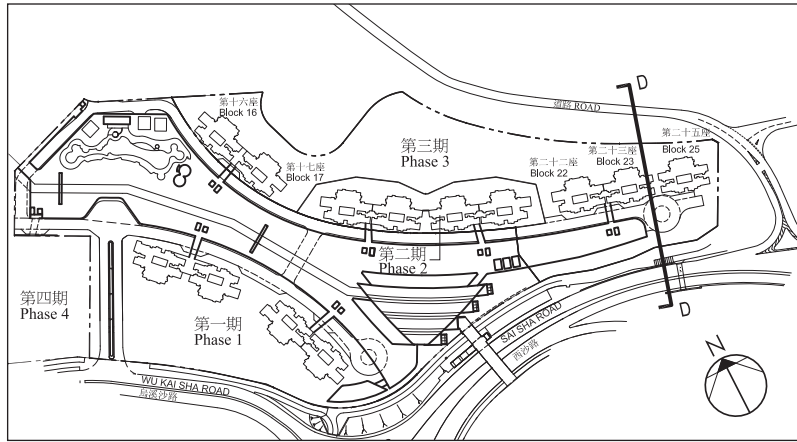 第十六座
Block 16
第十七座
Block 17
第三期
Phase 3
道路 ROAD
D
第二十五座
Block 25
第二十三座
Block 23
第二十二座
Block 22
第二期
Phase 2
第四期
Phase 4
第一期
Phase 1
SAI SHA ROAD
西沙路
D
WU KAI SHA ROAD
烏溪沙路
N